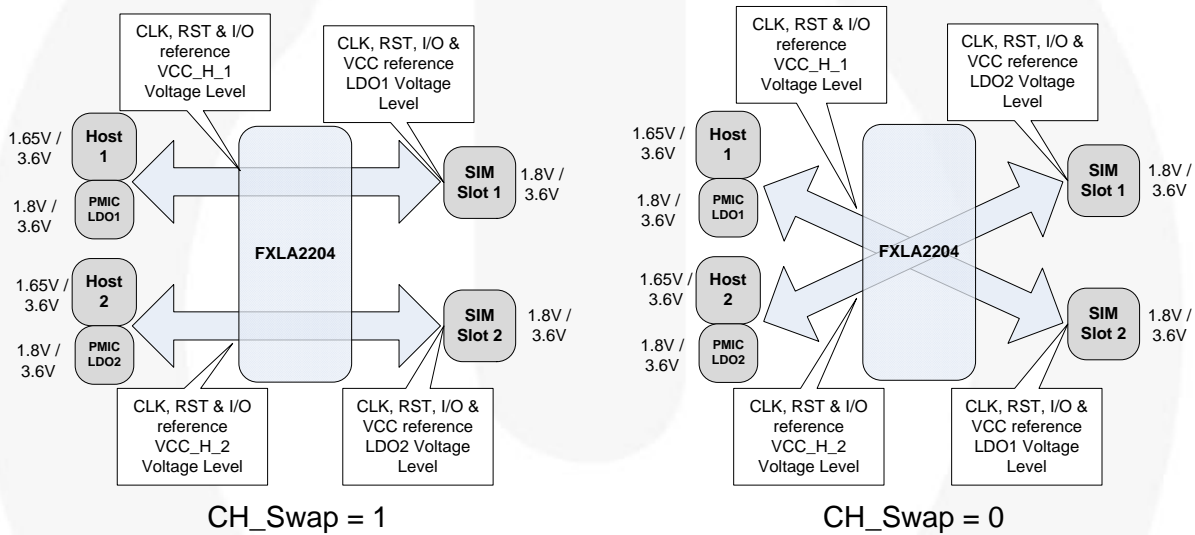 CLK, RST & I/O
reference
VCC_H_1
Voltage Level
CLK, RST, I/O &
VCC reference
LDO1 Voltage
Level
1.65V /
3.6V
Host
1
1.8V /
3.6V
PMIC
LDO1
SIM
Slot 1
1.8V /
3.6V
FXLA2204
1.65V /
3.6V
Host
2
1.8V /
3.6V
PMIC
LDO2
SIM
Slot 2
1.8V /
3.6V
CLK, RST & I/O
reference
VCC_H_2
Voltage Level
CLK, RST, I/O &
VCC reference
LDO2 Voltage
Level
CH_Swap = 1
CLK, RST & I/O
reference
VCC_H_1
Voltage Level
CLK, RST, I/O &
VCC reference
LDO2 Voltage
Level
1.65V /
3.6V
Host
1
1.8V /
3.6V
PMIC
LDO1
SIM
Slot 1
1.8V /
3.6V
FXLA2204
1.65V /
3.6V
Host
2
1.8V /
3.6V
PMIC
LDO2
SIM
Slot 2
1.8V /
3.6V
CLK, RST & I/O
reference
VCC_H_2
Voltage Level
CLK, RST, I/O &
VCC reference
LDO1 Voltage
Level
CH_Swap = 0